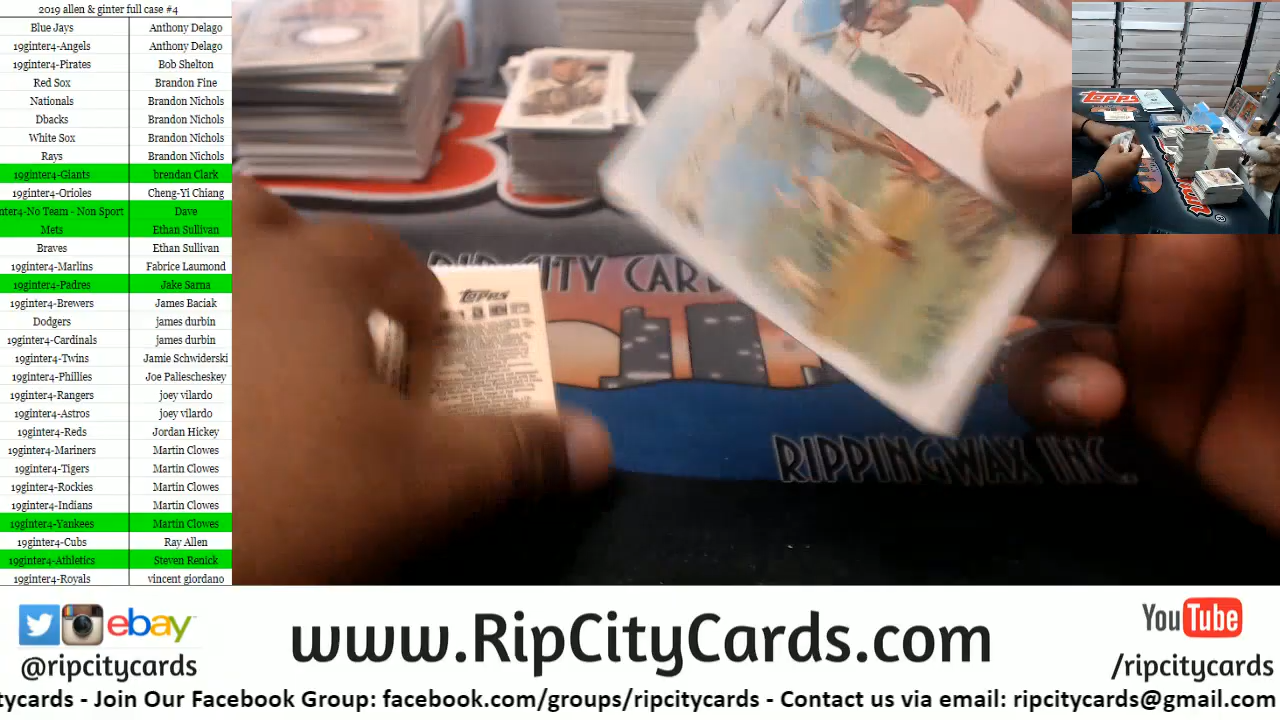 2019 allen & ginter full case #4
Blue Jays Anthony Delago
19ginter4-Angels Anthony Delago
19ginter4-Pirates Bob Shelton
Red Sox Brandon Fine
Nationals Brandon Nichols
Dbacks Brandon Nichols
White Sox Brandon Nichols
Rays Brandon Nichols
19ginter4-Giants brendan Clark
19ginter4-Orioles Cheng-Yi Chiang
nter4-No Team - Non Sport Dave
Mets Ethan Sullivan
Braves Ethan Sullivan
19ginter4-Marlins Fabrice Laumond
19ginter4-Padres Jake Sarna
19ginter4-Brewers James Baciak
Dodgers james durbin
19ginter4-Cardinals james durbin
19ginter4-Twins Jamie Schwiderski
19ginter4-Phillies Joe Paliescheskey
19ginter4-Rangers joey vilardo
19ginter4-Astros joey vilardo
19ginter4-Reds Jordan Hickey
19ginter4-Mariners Martin Clowes
19ginter4-Tigers Martin Clowes
19ginter4-Rockies Martin Clowes
19ginter4-Indians Martin Clowes
19ginter4-Yankees Martin Clowes
19ginter4-Cubs Ray Allen
19ginter4-Athletics Steven Renick
19ginter4-Royals vincent giordano
Topps
RIP CITY CAR
topps
RIPPINGWAX INC.
ebay
@ripcitycards
www.RipCityCards.com
YouTube
/ripcitycards
tycards - Join Our Facebook Group: facebook.com/groups/ripcitycards - Contact us via email: ripcitycards@gmail.com